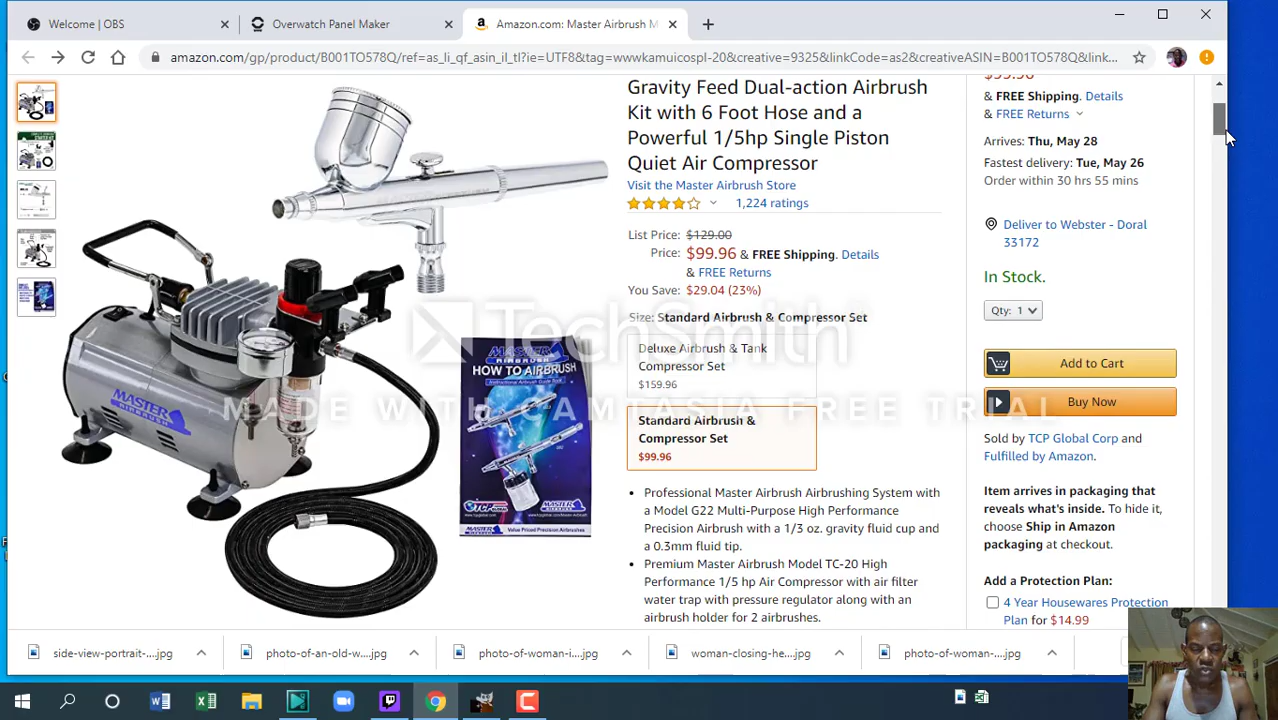 Welcome | OBS
Overwatch Panel Maker
Amazon.com: Master Airbrush M
amazon.com/gp/product/B001TO578Q/ref=as_li_qf_asin_il_tl?ie=UTF8&tag=wwwkamuicospl-20&creative=9325&linkCode=as2&creativeASIN=B001TO578Q&link...
Gravity Feed Dual-action Airbrush
Kit with 6 Foot Hose and a
Powerful 1/5hp Single Piston
Quiet Air Compressor
Visit the Master Airbrush Store
1,224 ratings
List Price: $129.00
Price: $99.96 & FREE Shipping. Details
& FREE Returns
You Save: $29.04 (23%)
Size: Standard Airbrush & Compressor Set
Deluxe Airbrush & Tank
Compressor Set
$159.96
Standard Airbrush &
Compressor Set
$99.96
Professional Master Airbrush Airbrushing System with
a Model G22 Multi-Purpose High Performance
Precision Airbrush with a 1/3 oz. gravity fluid cup and
a 0.3mm fluid tip.
Premium Master Airbrush Model TC-20 High
Performance 1/5 hp Air Compressor with air filter
water trap with pressure regulator along with an
airbrush holder for 2 airbrushes.
$99.96
& FREE Shipping. Details
& FREE Returns
Arrives: Thu, May 28
Fastest delivery: Tue, May 26
Order within 30 hrs 55 mins
Deliver to Webster - Doral
33172
In Stock.
Qty: 1
Add to Cart
Buy Now
Sold by TCP Global Corp and
Fulfilled by Amazon.
Item arrives in packaging that
reveals what's inside. To hide it,
choose Ship in Amazon
packaging at checkout.
Add a Protection Plan:
4 Year Housewares Protection
Plan for $14.99
MASTER
AIRBRUSH
MASTER
AIRBRUSH
HOW TO AIRBRUSH
TechSmith
MADE WITH CAMTASIA FREE TRIAL
side-view-portrait-....jpg
photo-of-an-old-w....jpg
photo-of-woman-i....jpg
woman-closing-he....jpg
photo-of-woman-....jpg